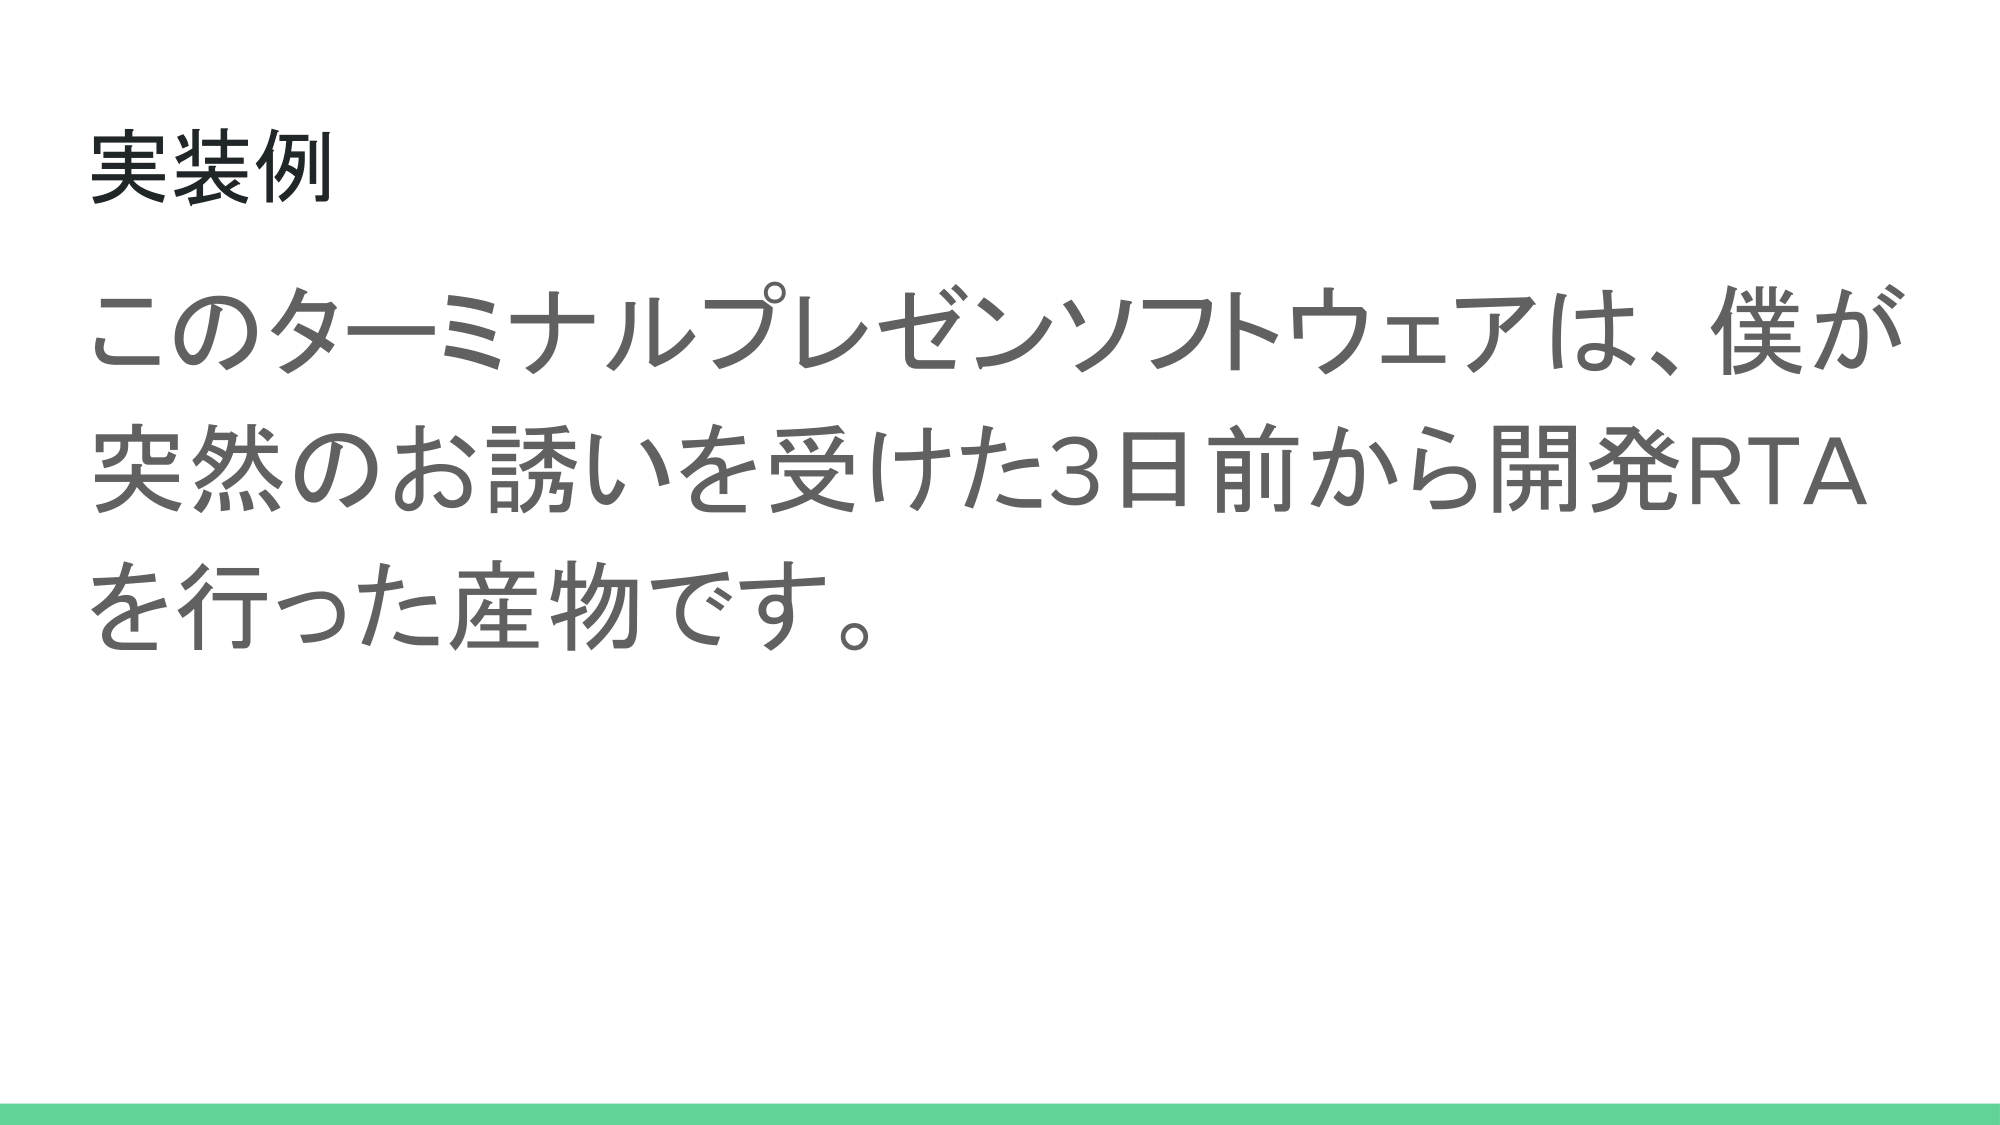 実装例
このターミナルプレゼンソフトウェアは、僕が
突然のお誘いを受けた3日前から開発RTA
を行った産物です。